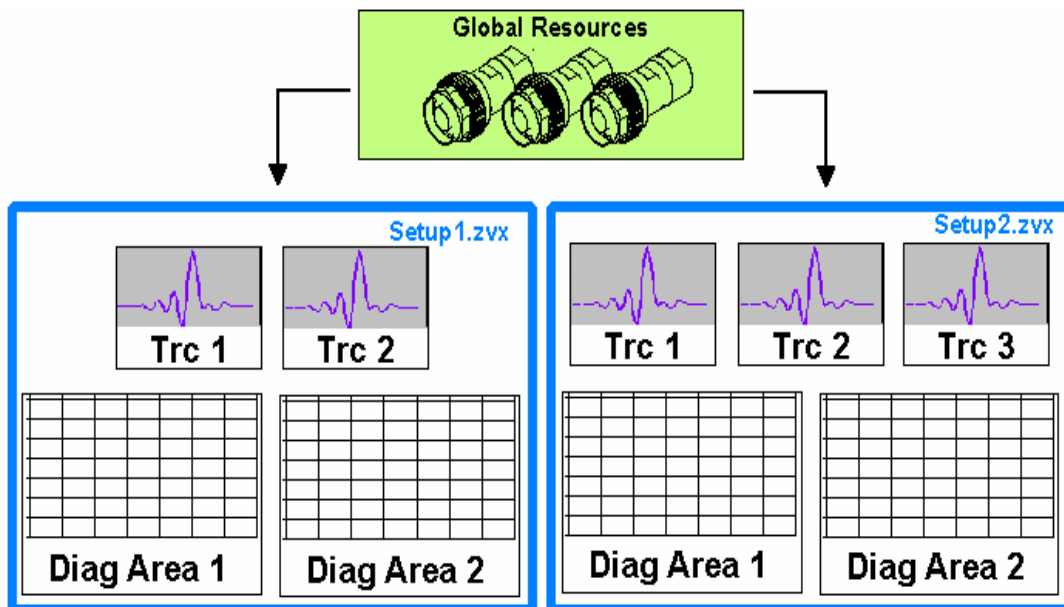 Global Resources
Setup1.zvx
Trc 1
Trc 2
Diag Area 1
Diag Area 2
Setup2.zvx
Trc 1
Trc 2
Trc 3
Diag Area 1
Diag Area 2